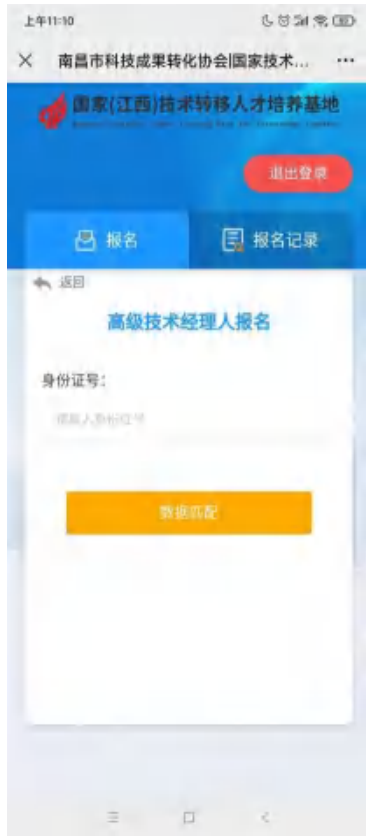 上午11:10
南昌市科技成果转化协会|国家技术...
国家(江西)技术转移人才培养基地
退出登录
报名
报名记录
返回
高级技术经理人报名
身份证号：
请输入身份证号
数据匹配